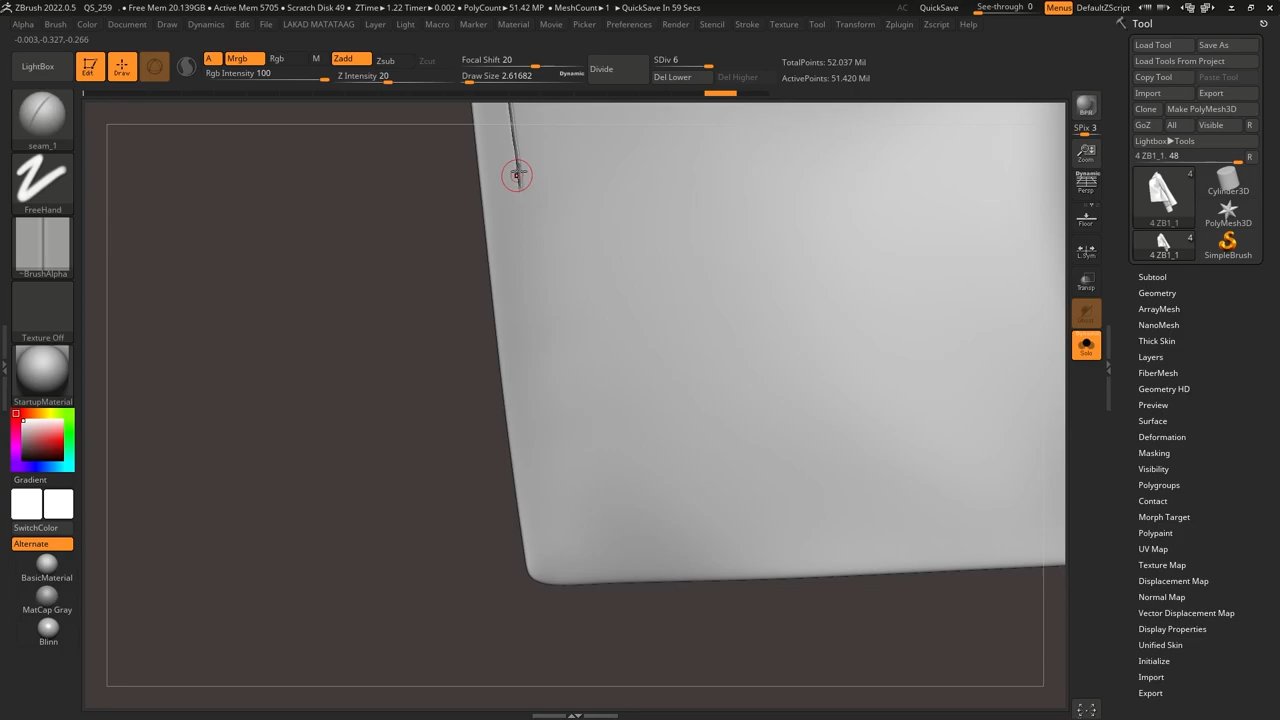 ZBrush 2022.0.5 QS_259 . • Free Mem 20.139GB • Active Mem 5705 • Scratch Disk 49 • ZTime▸1.22 Timer▸0.002 • PolyCount▸51.42 MP • MeshCount▸1 • QuickSave In 59 Secs AC QuickSave See-through 0 Menus DefaultZScript
Alpha Brush Color Document Draw Dynamics Edit File LAKAD MATATAAG Layer Light Macro Marker Material Movie Picker Preferences Render Stencil Stroke Texture Tool Transform Zplugin Zscript Help
-0.003,-0.327,-0.266
LightBox Edit Draw A Mrgb Rgb M Zadd Zsub Zcut Focal Shift 20 Divide SDiv 6 TotalPoints: 52.037 Mil
Rgb Intensity 100 Z Intensity 20 Draw Size 2.61682 Dynamic Del Lower Del Higher ActivePoints: 51.420 Mil
seam_1
FreeHand
~BrushAlpha
Texture Off
StartupMaterial
Gradient
SwitchColor
Alternate
BasicMaterial
MatCap Gray
Blinn
BPR
SPix 3
Zoom
Dynamic
Persp
Floor
L.Sym
Transp
Solo
Tool
Load Tool Save As
Load Tools From Project
Copy Tool Paste Tool
Import Export
Clone Make PolyMesh3D
GoZ All Visible R
Lightbox▸Tools
4 ZB1_1. 48 R
4 Cylinder3D
4 ZB1_1 PolyMesh3D
4
4 ZB1_1 SimpleBrush
Subtool
Geometry
ArrayMesh
NanoMesh
Thick Skin
Layers
FiberMesh
Geometry HD
Preview
Surface
Deformation
Masking
Visibility
Polygroups
Contact
Morph Target
Polypaint
UV Map
Texture Map
Displacement Map
Normal Map
Vector Displacement Map
Display Properties
Unified Skin
Initialize
Import
Export